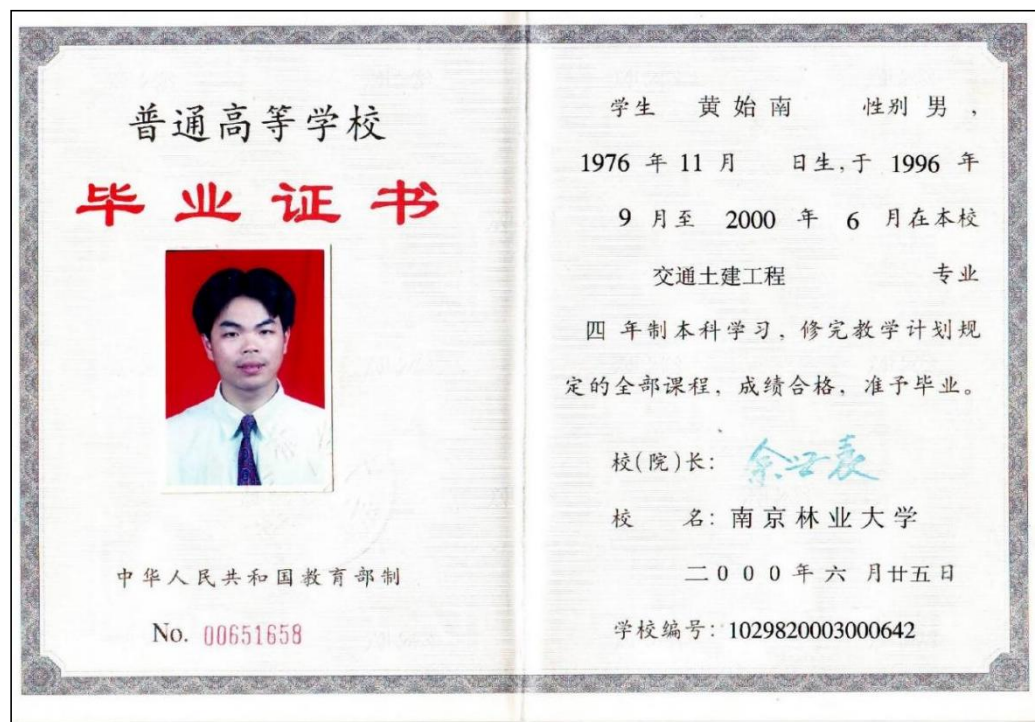 普通高等学校
毕业证书
中华人民共和国教育部制
No. 00651658
学生 黄始南 性别 男，
1976 年 11 月 日生，于 1996 年
9 月至 2000 年 6 月在本校
交通土建工程 专业
四 年制本科学习，修完教学计划规
定的全部课程，成绩合格，准予毕业。
校(院)长：
校 名：南京林业大学
二000年六 月廿五日
学校编号：1029820003000642